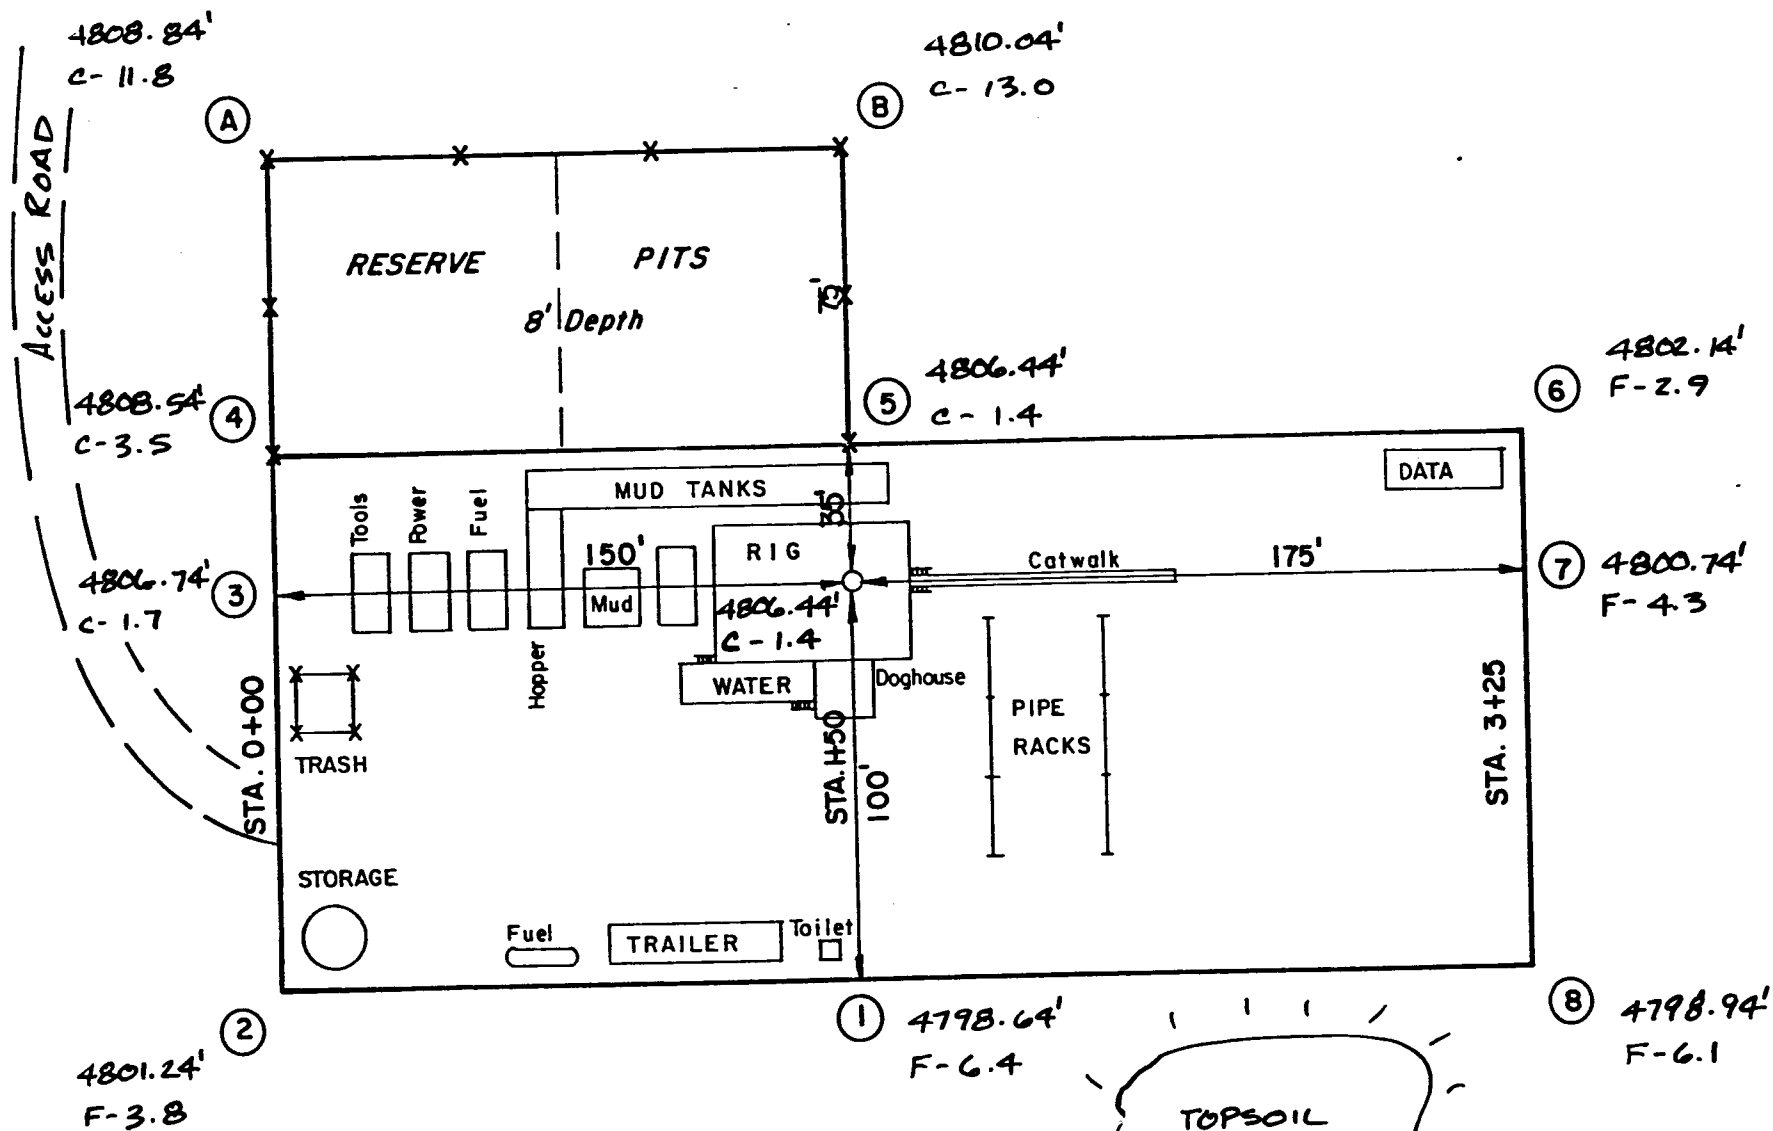 4808.84'
C- 11.8
4810.04'
C- 13.0
A
B
Access ROAD
RESERVE PITS
8' Depth
75'
4808.54'
C-3.5
4
5
4806.44'
C- 1.4
6
4802.14'
F-2.9
DATA
MUD TANKS
Tools
Power
Fuel
35'
RIG
150'
Catwalk
175'
7
4800.74'
F-4.3
4806.74'
C-1.7
3
Mud
4806.44'
C-1.4
Hopper
WATER
Doghouse
PIPE
RACKS
STA. 0+00
TRASH
STA. H50
100'
STA. 3+25
STORAGE
Fuel
TRAILER
Toilet
2
1
4798.64'
F-6.4
8
4798.94'
F-6.1
4801.24'
F-3.8
TOPSOIL